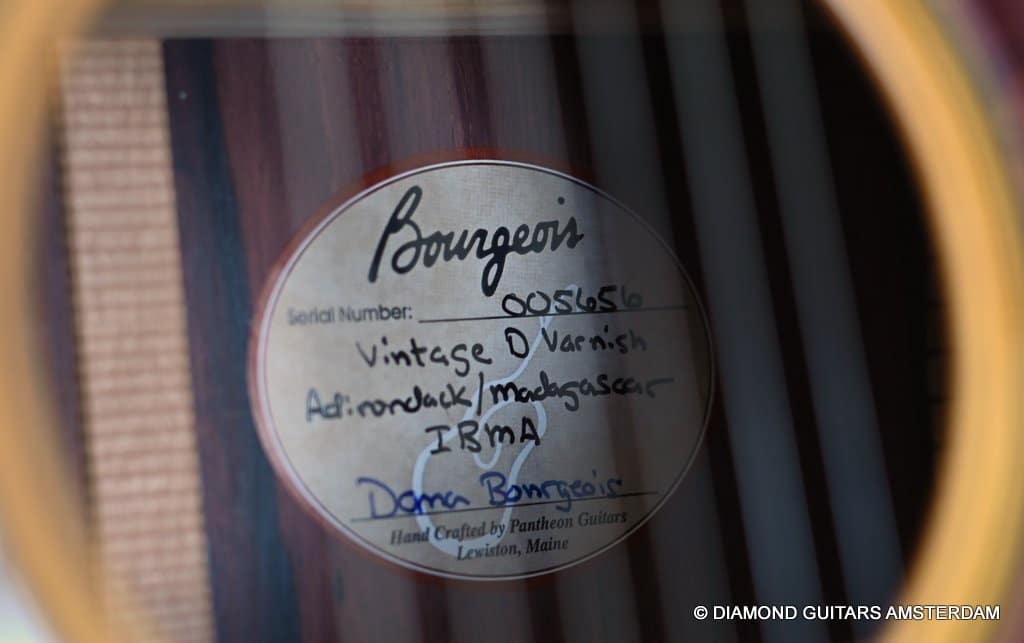 Bourgeois
Serial Number: 005656
Vintage D Varnish
Adirondack/Madagascar
IBMA
Dana Bourgeois
Hand Crafted by Pantheon Guitars
Lewiston, Maine
© DIAMOND GUITARS AMSTERDAM